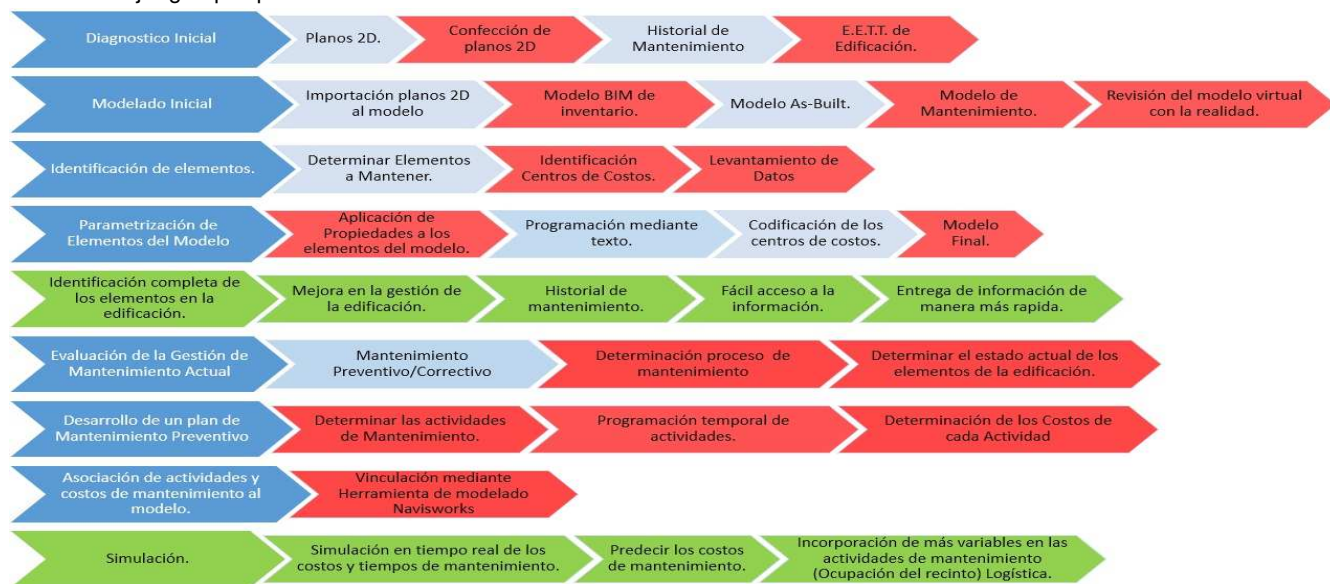 Diagnostico Inicial
Planos 2D.
Confección de
planos 2D
Historial de
Mantenimiento
E.E.T.T. de
Edificación.
Modelado Inicial
Importación planos 2D
al modelo
Modelo BIM de
inventario.
Modelo As-Built.
Modelo de
Mantenimiento.
Revisión del modelo virtual
con la realidad.
Identificación de elementos.
Determinar Elementos
a Mantener.
Identificación
Centros de Costos.
Levantamiento de
Datos
Parametrización de
Elementos del Modelo
Aplicación de
Propiedades a los
elementos del modelo.
Programación mediante
texto.
Codificación de los
centros de costos.
Modelo
Final.
Identificación completa de
los elementos en la
edificación.
Mejora en la gestión de
la edificación.
Historial de
mantenimiento.
Fácil acceso a la
información.
Entrega de información de
manera más rapida.
Evaluación de la Gestión de
Mantenimiento Actual
Mantenimiento
Preventivo/Correctivo
Determinación proceso de
mantenimiento
Determinar el estado actual de los
elementos de la edificación.
Desarrollo de un plan de
Mantenimiento Preventivo
Determinar las actividades
de Mantenimiento.
Programación temporal de
actividades.
Determinación de los Costos de
cada Actividad
Asociación de actividades y
costos de mantenimiento al
modelo.
Vinculación mediante
Herramienta de modelado
Navisworks
Simulación.
Simulación en tiempo real de los
costos y tiempos de mantenimiento.
Predecir los costos
de mantenimiento.
Incorporación de más variables en las
actividades de mantenimiento
(Ocupación del recinto) Logística.